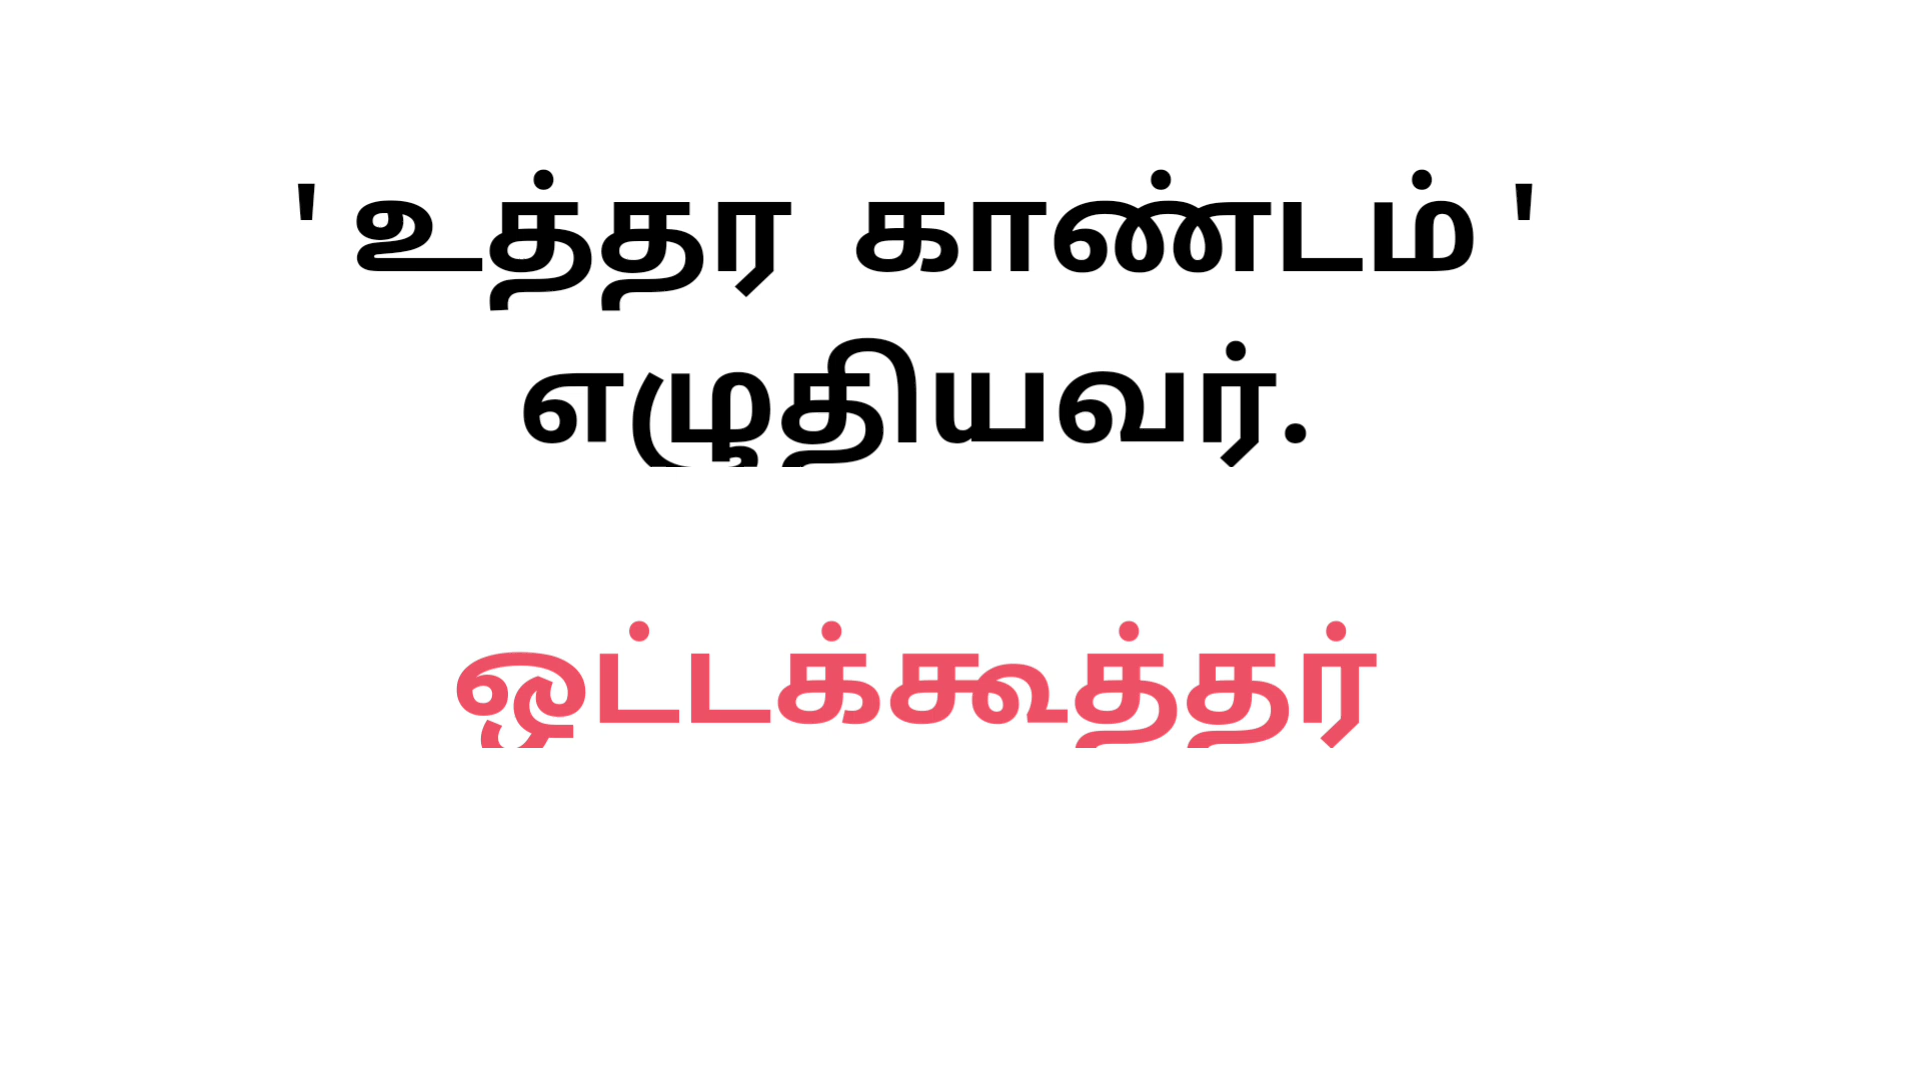 ' உத்தர காண்டம் '
எழுதியவர்.
ஒட்டக்கூத்தர்